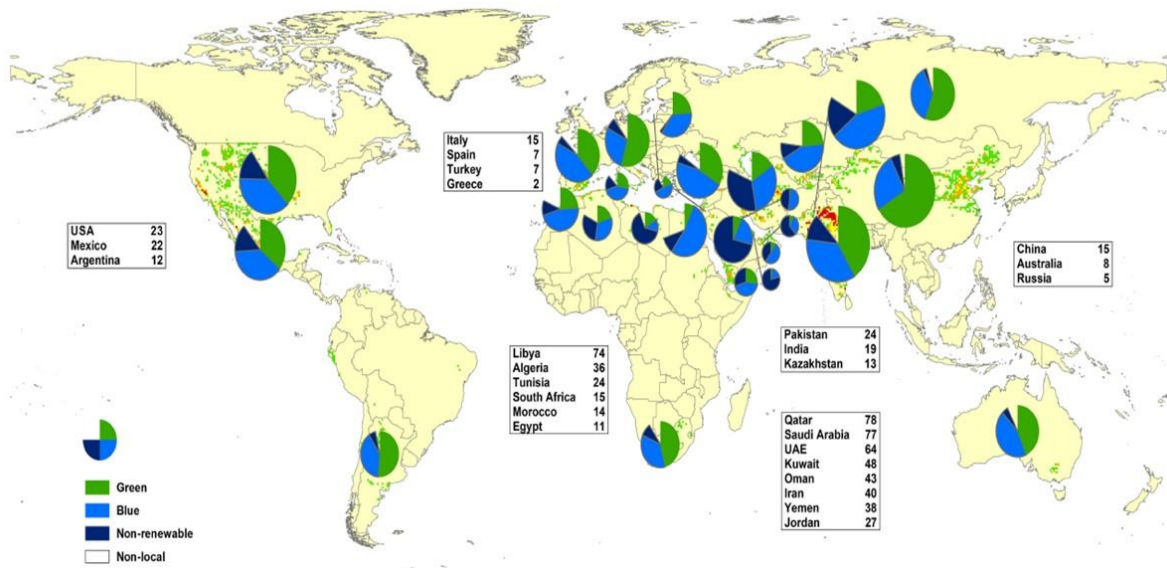 Italy 15
Spain 7
Turkey 7
Greece 2
USA 23
Mexico 22
Argentina 12
China 15
Australia 8
Russia 5
Pakistan 24
India 19
Kazakhstan 13
Libya 74
Algeria 36
Tunisia 24
South Africa 15
Morocco 14
Egypt 11
Qatar 78
Saudi Arabia 77
UAE 64
Kuwait 48
Oman 43
Iran 40
Yemen 38
Jordan 27
Green
Blue
Non-renewable
Non-local